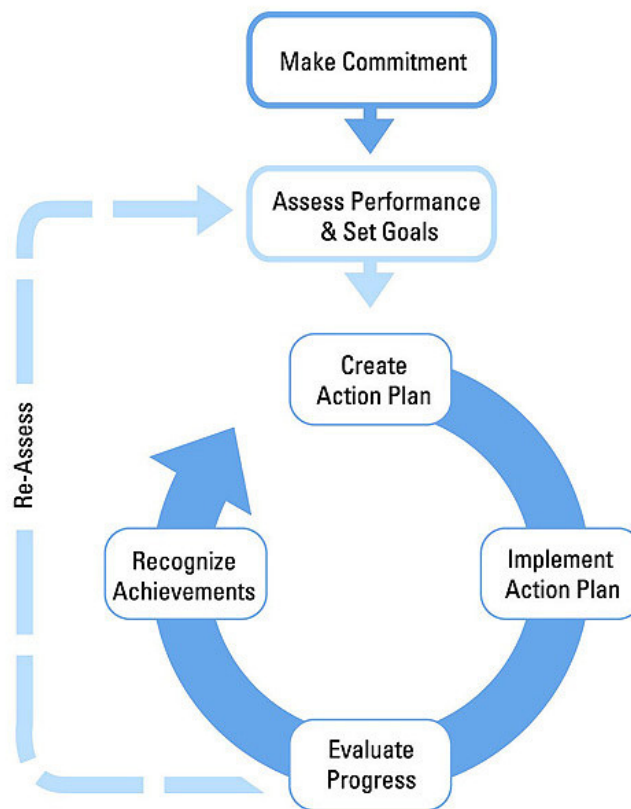 Make Commitment
Assess Performance
& Set Goals
Create
Action Plan
Re-Assess
Recognize
Achievements
Implement
Action Plan
Evaluate
Progress